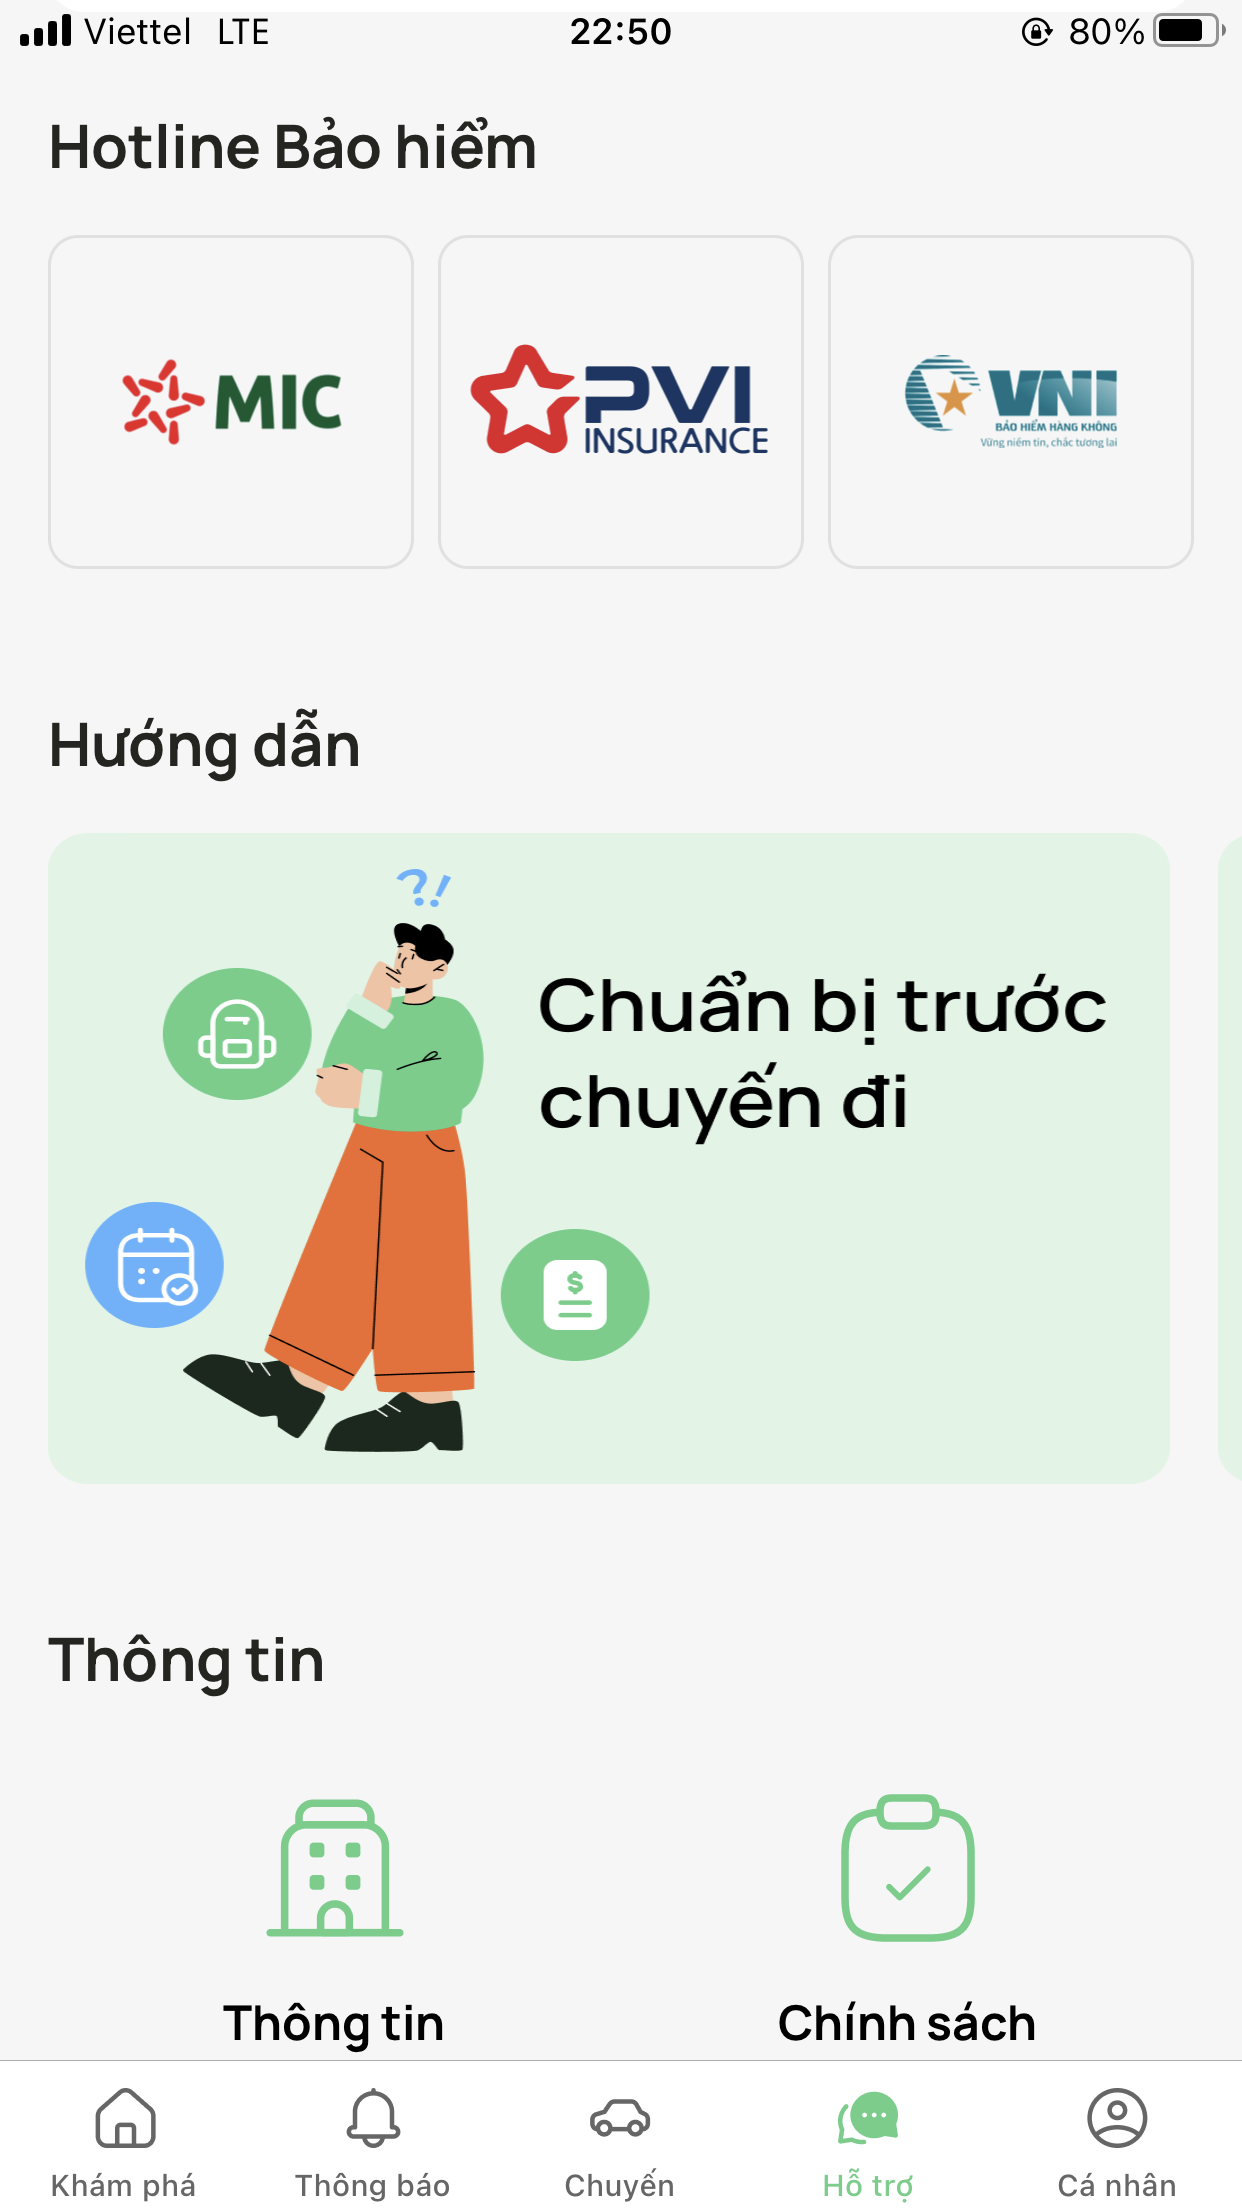 Viettel LTE 22:50 80%
Hotline Bảo hiểm
MIC
PVI
INSURANCE
VNI
BẢO HIỂM HÀNG KHÔNG
Vững niềm tin, chắc tương lai
Hướng dẫn
?!
Chuẩn bị trước
chuyến đi
$
Thông tin
Thông tin Chính sách
Khám phá Thông báo Chuyến Hỗ trợ Cá nhân